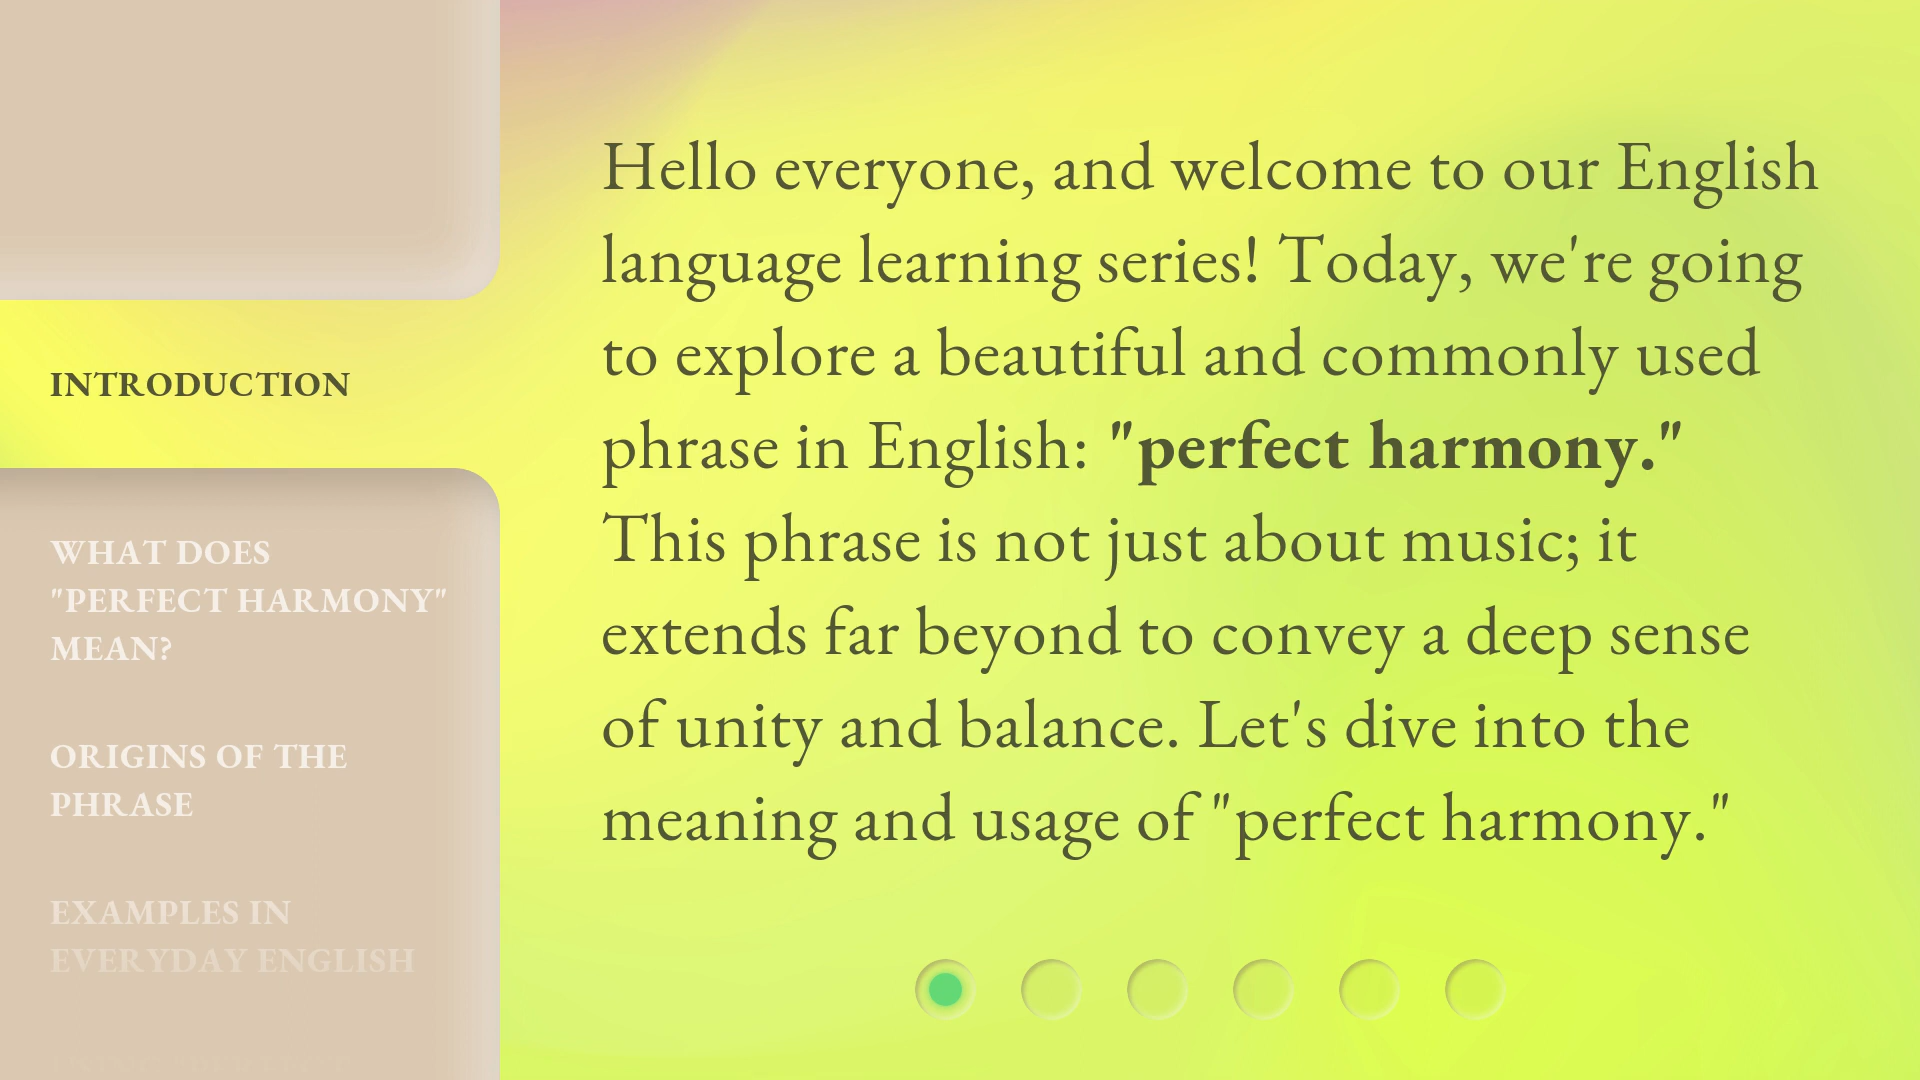 INTRODUCTION
WHAT DOES
"PERFECT HARMONY"
MEAN?
ORIGINS OF THE
PHRASE
EXAMPLES IN
EVERYDAY ENGLISH
Hello everyone, and welcome to our English
language learning series! Today, we're going
to explore a beautiful and commonly used
phrase in English: "perfect harmony."
This phrase is not just about music; it
extends far beyond to convey a deep sense
of unity and balance. Let's dive into the
meaning and usage of "perfect harmony."